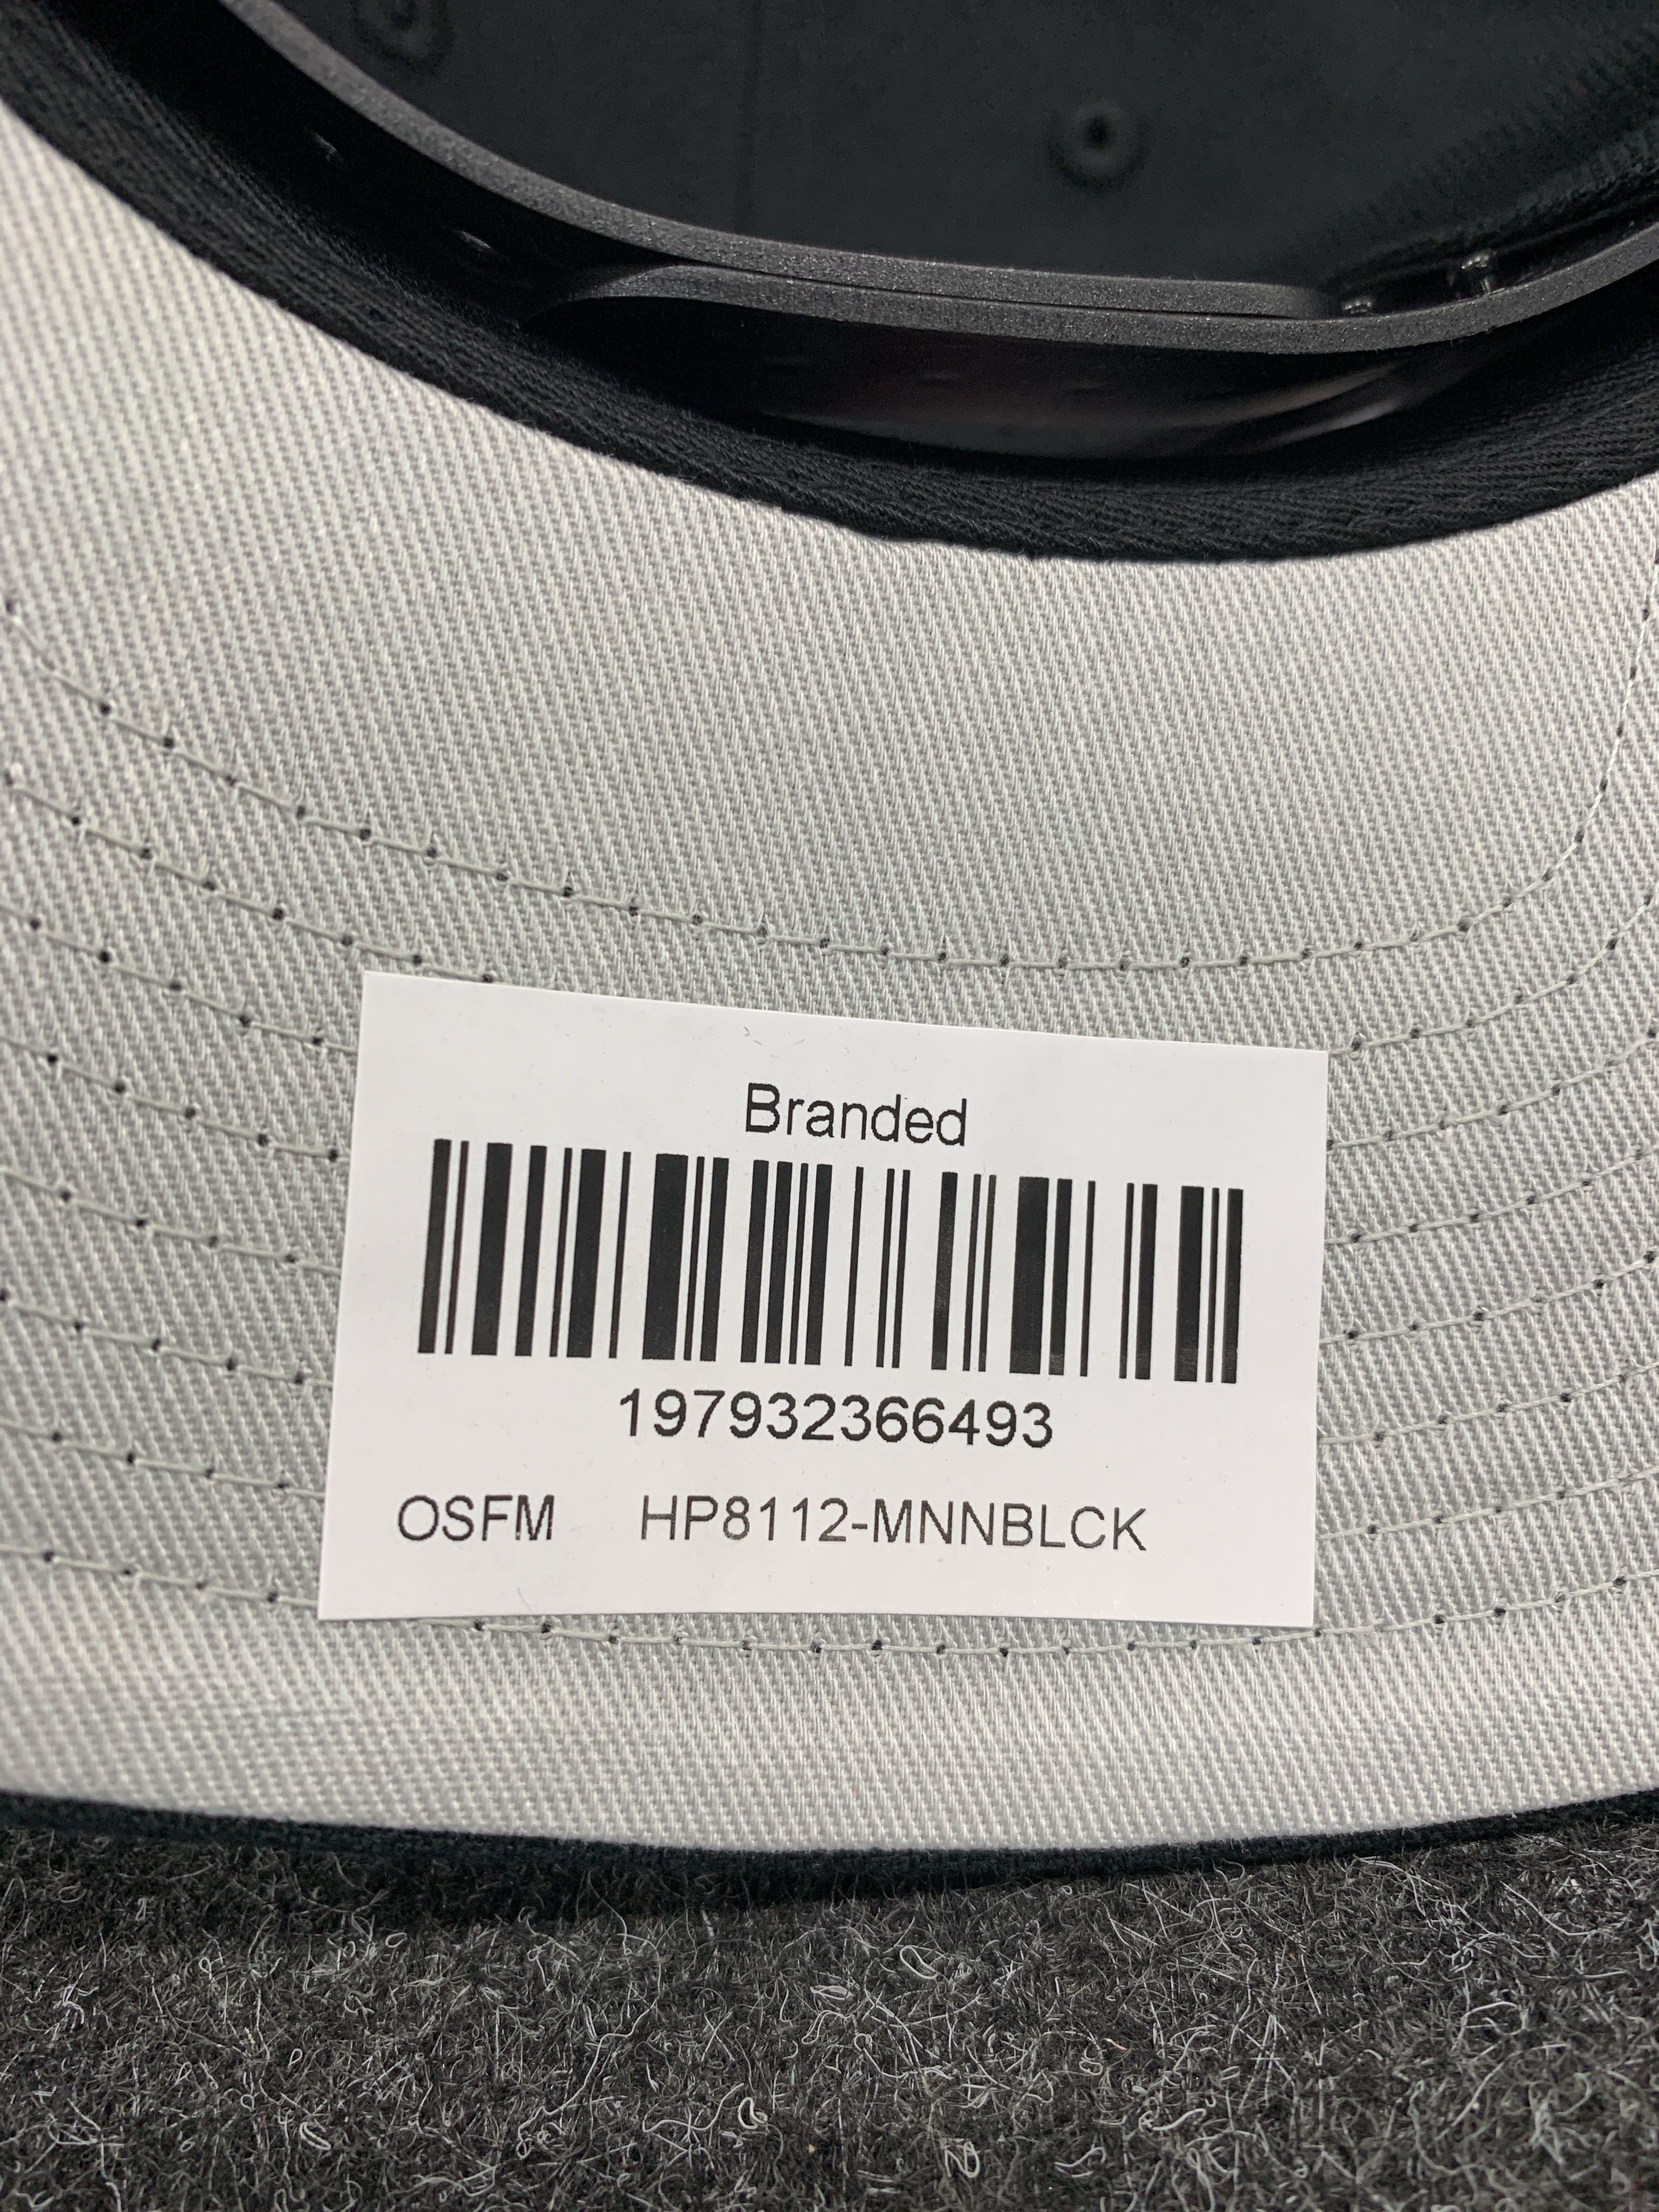 Branded
197932366493
OSFM HP8112-MNNBLCK